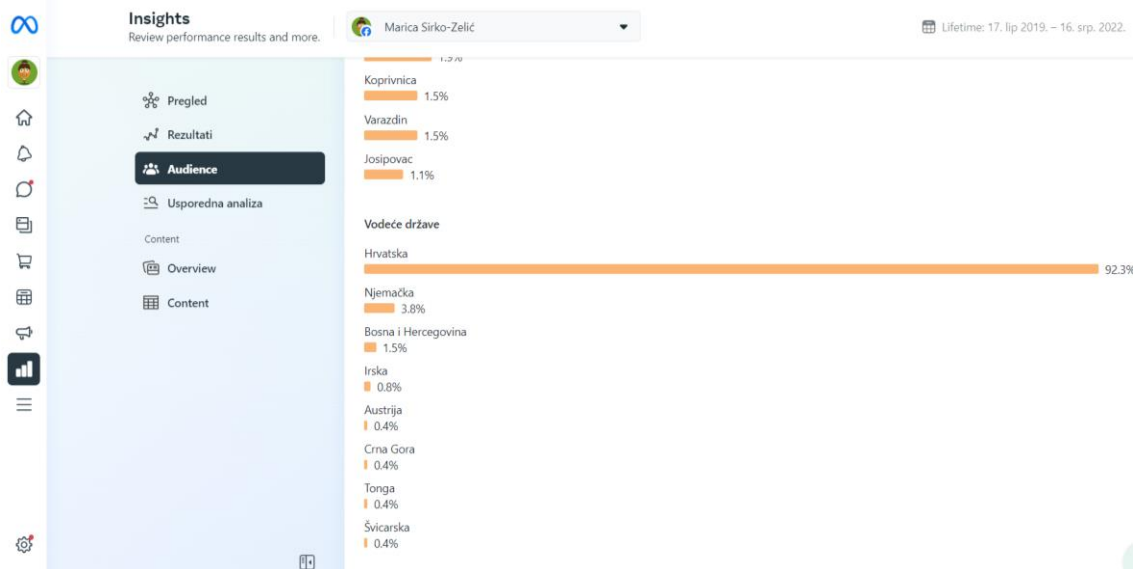 Insights
Review performance results and more.
Marica Sirko-Zelić
Lifetime: 17. lip 2019. – 16. srp. 2022.
Pregled
Rezultati
Audience
Usporedna analiza
Content
Overview
Content
Koprivnica
1.5%
Varazdin
1.5%
Josipovac
1.1%
Vodeće države
Hrvatska
92.3%
Njemačka
3.8%
Bosna i Hercegovina
1.5%
Irska
0.8%
Austrija
0.4%
Crna Gora
0.4%
Tonga
0.4%
Švicarska
0.4%